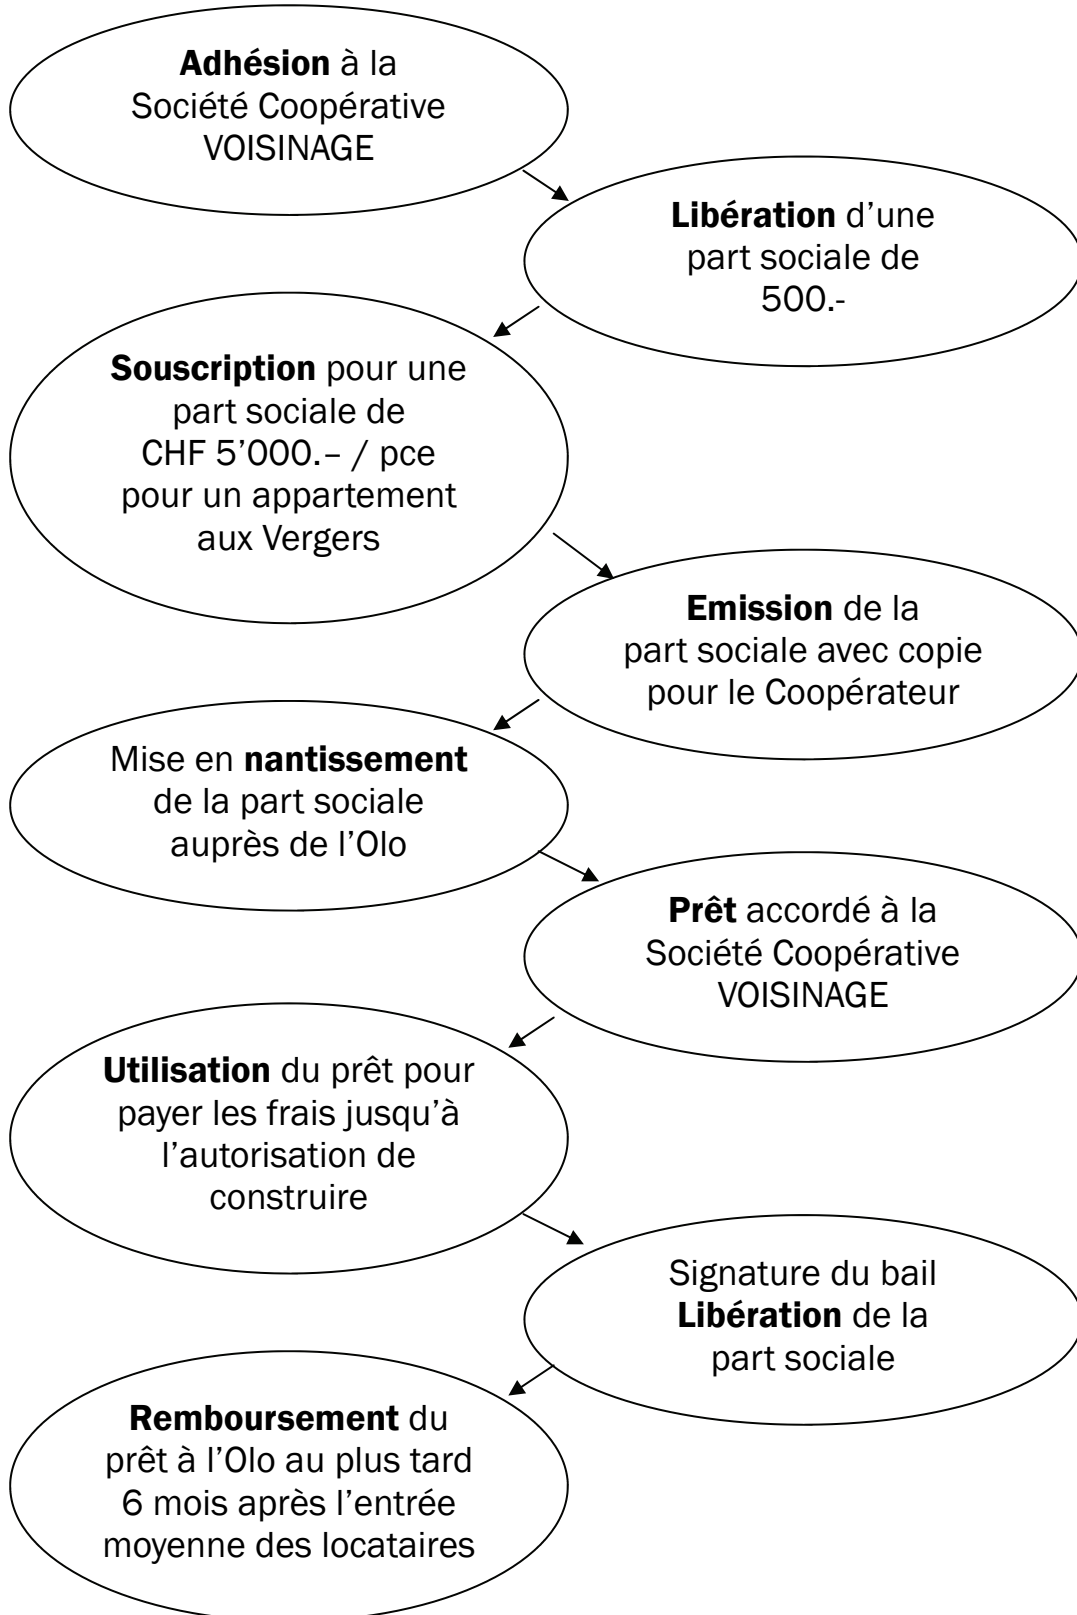 Adhésion à la
Société Coopérative
VOISINAGE
Libération d’une
part sociale de
500.-
Souscription pour une
part sociale de
CHF 5’000.– / pce
pour un appartement
aux Vergers
Emission de la
part sociale avec copie
pour le Coopérateur
Mise en nantissement
de la part sociale
auprès de l’Olo
Prêt accordé à la
Société Coopérative
VOISINAGE
Utilisation du prêt pour
payer les frais jusqu’à
l’autorisation de
construire
Signature du bail
Libération de la
part sociale
Remboursement du
prêt à l’Olo au plus tard
6 mois après l’entrée
moyenne des locataires